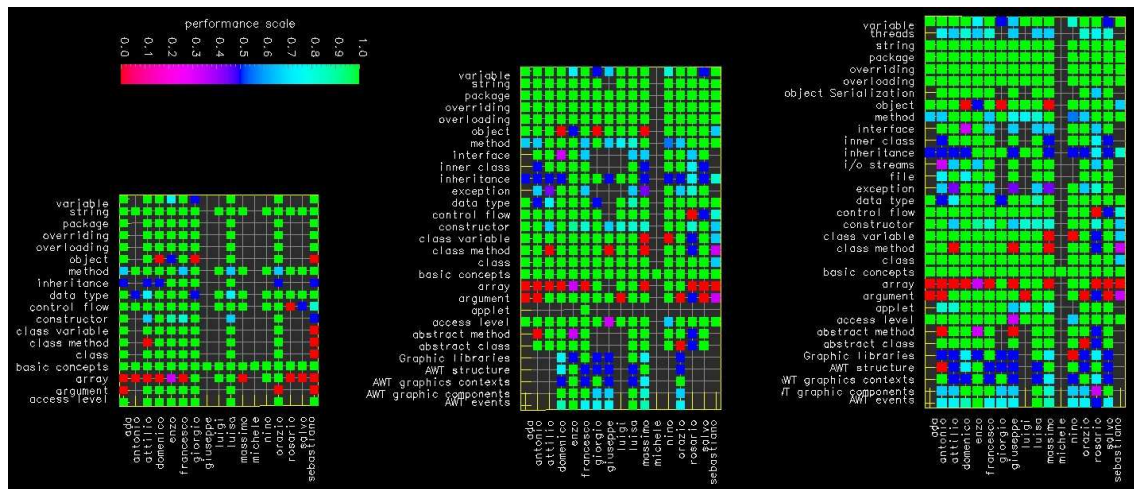 performance scale
0.0 0.1 0.2 0.3 0.4 0.5 0.6 0.7 0.8 0.9 1.0
variable
string
package
overriding
overloading
object
method
inheritance
data type
control flow
constructor
class variable
class method
class
basic concepts
array
argument
access level
ada
antonio
attilio
domenico
enzo
francesco
giorgio
giuseppe
luigi
luisa
massimo
michele
nino
orazio
rosario
salvo
sebastiano
variable
string
package
overriding
overloading
object
method
interface
inner class
inheritance
exception
data type
control flow
constructor
class variable
class method
class
basic concepts
array
argument
applet
access level
abstract method
abstract class
Graphic libraries
AWT structure
AWT graphics contexts
AWT graphic components
AWT events
ada
antonio
attilio
domenico
enzo
francesco
giorgio
giuseppe
luigi
luisa
massimo
michele
nino
orazio
rosario
salvo
sebastiano
variable
threads
string
package
overriding
overloading
object Serialization
object
method
interface
inner class
inheritance
i/o streams
file
exception
data type
control flow
constructor
class variable
class method
class
basic concepts
array
argument
applet
access level
abstract method
abstract class
Graphic libraries
AWT structure
AWT graphics contexts
T graphic components
AWT events
ada
antonio
attilio
domenico
enzo
francesco
giorgio
giuseppe
luigi
luisa
massimo
michele
nino
orazio
rosario
salvo
sebastiano